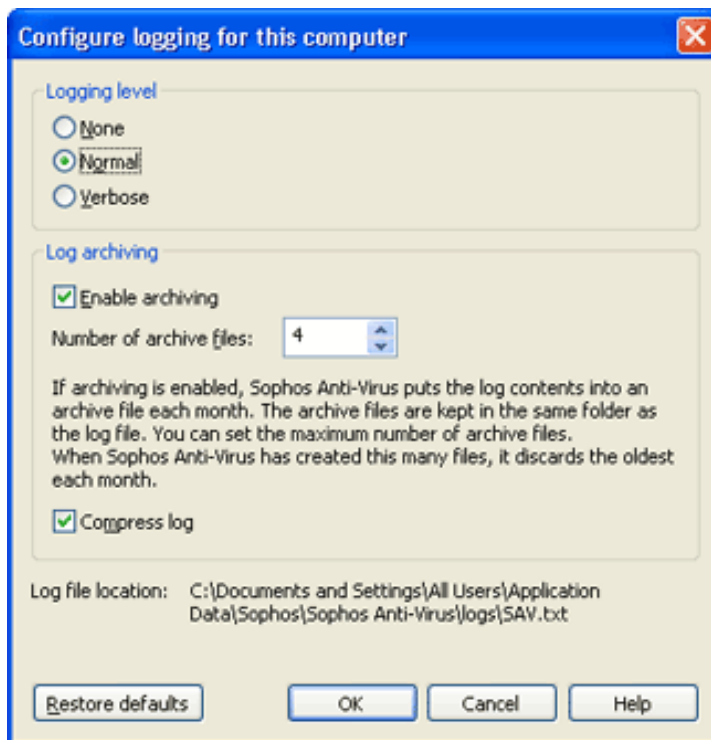 Configure logging for this computer
Logging level
None
Normal
Verbose
Log archiving
Enable archiving
Number of archive files: 4
If archiving is enabled, Sophos Anti-Virus puts the log contents into an
archive file each month. The archive files are kept in the same folder as
the log file. You can set the maximum number of archive files.
When Sophos Anti-Virus has created this many files, it discards the oldest
each month.
Compress log
Log file location: C:\Documents and Settings\All Users\Application
Data\Sophos\Sophos Anti-Virus\logs\SAV.txt
Restore defaults OK Cancel Help